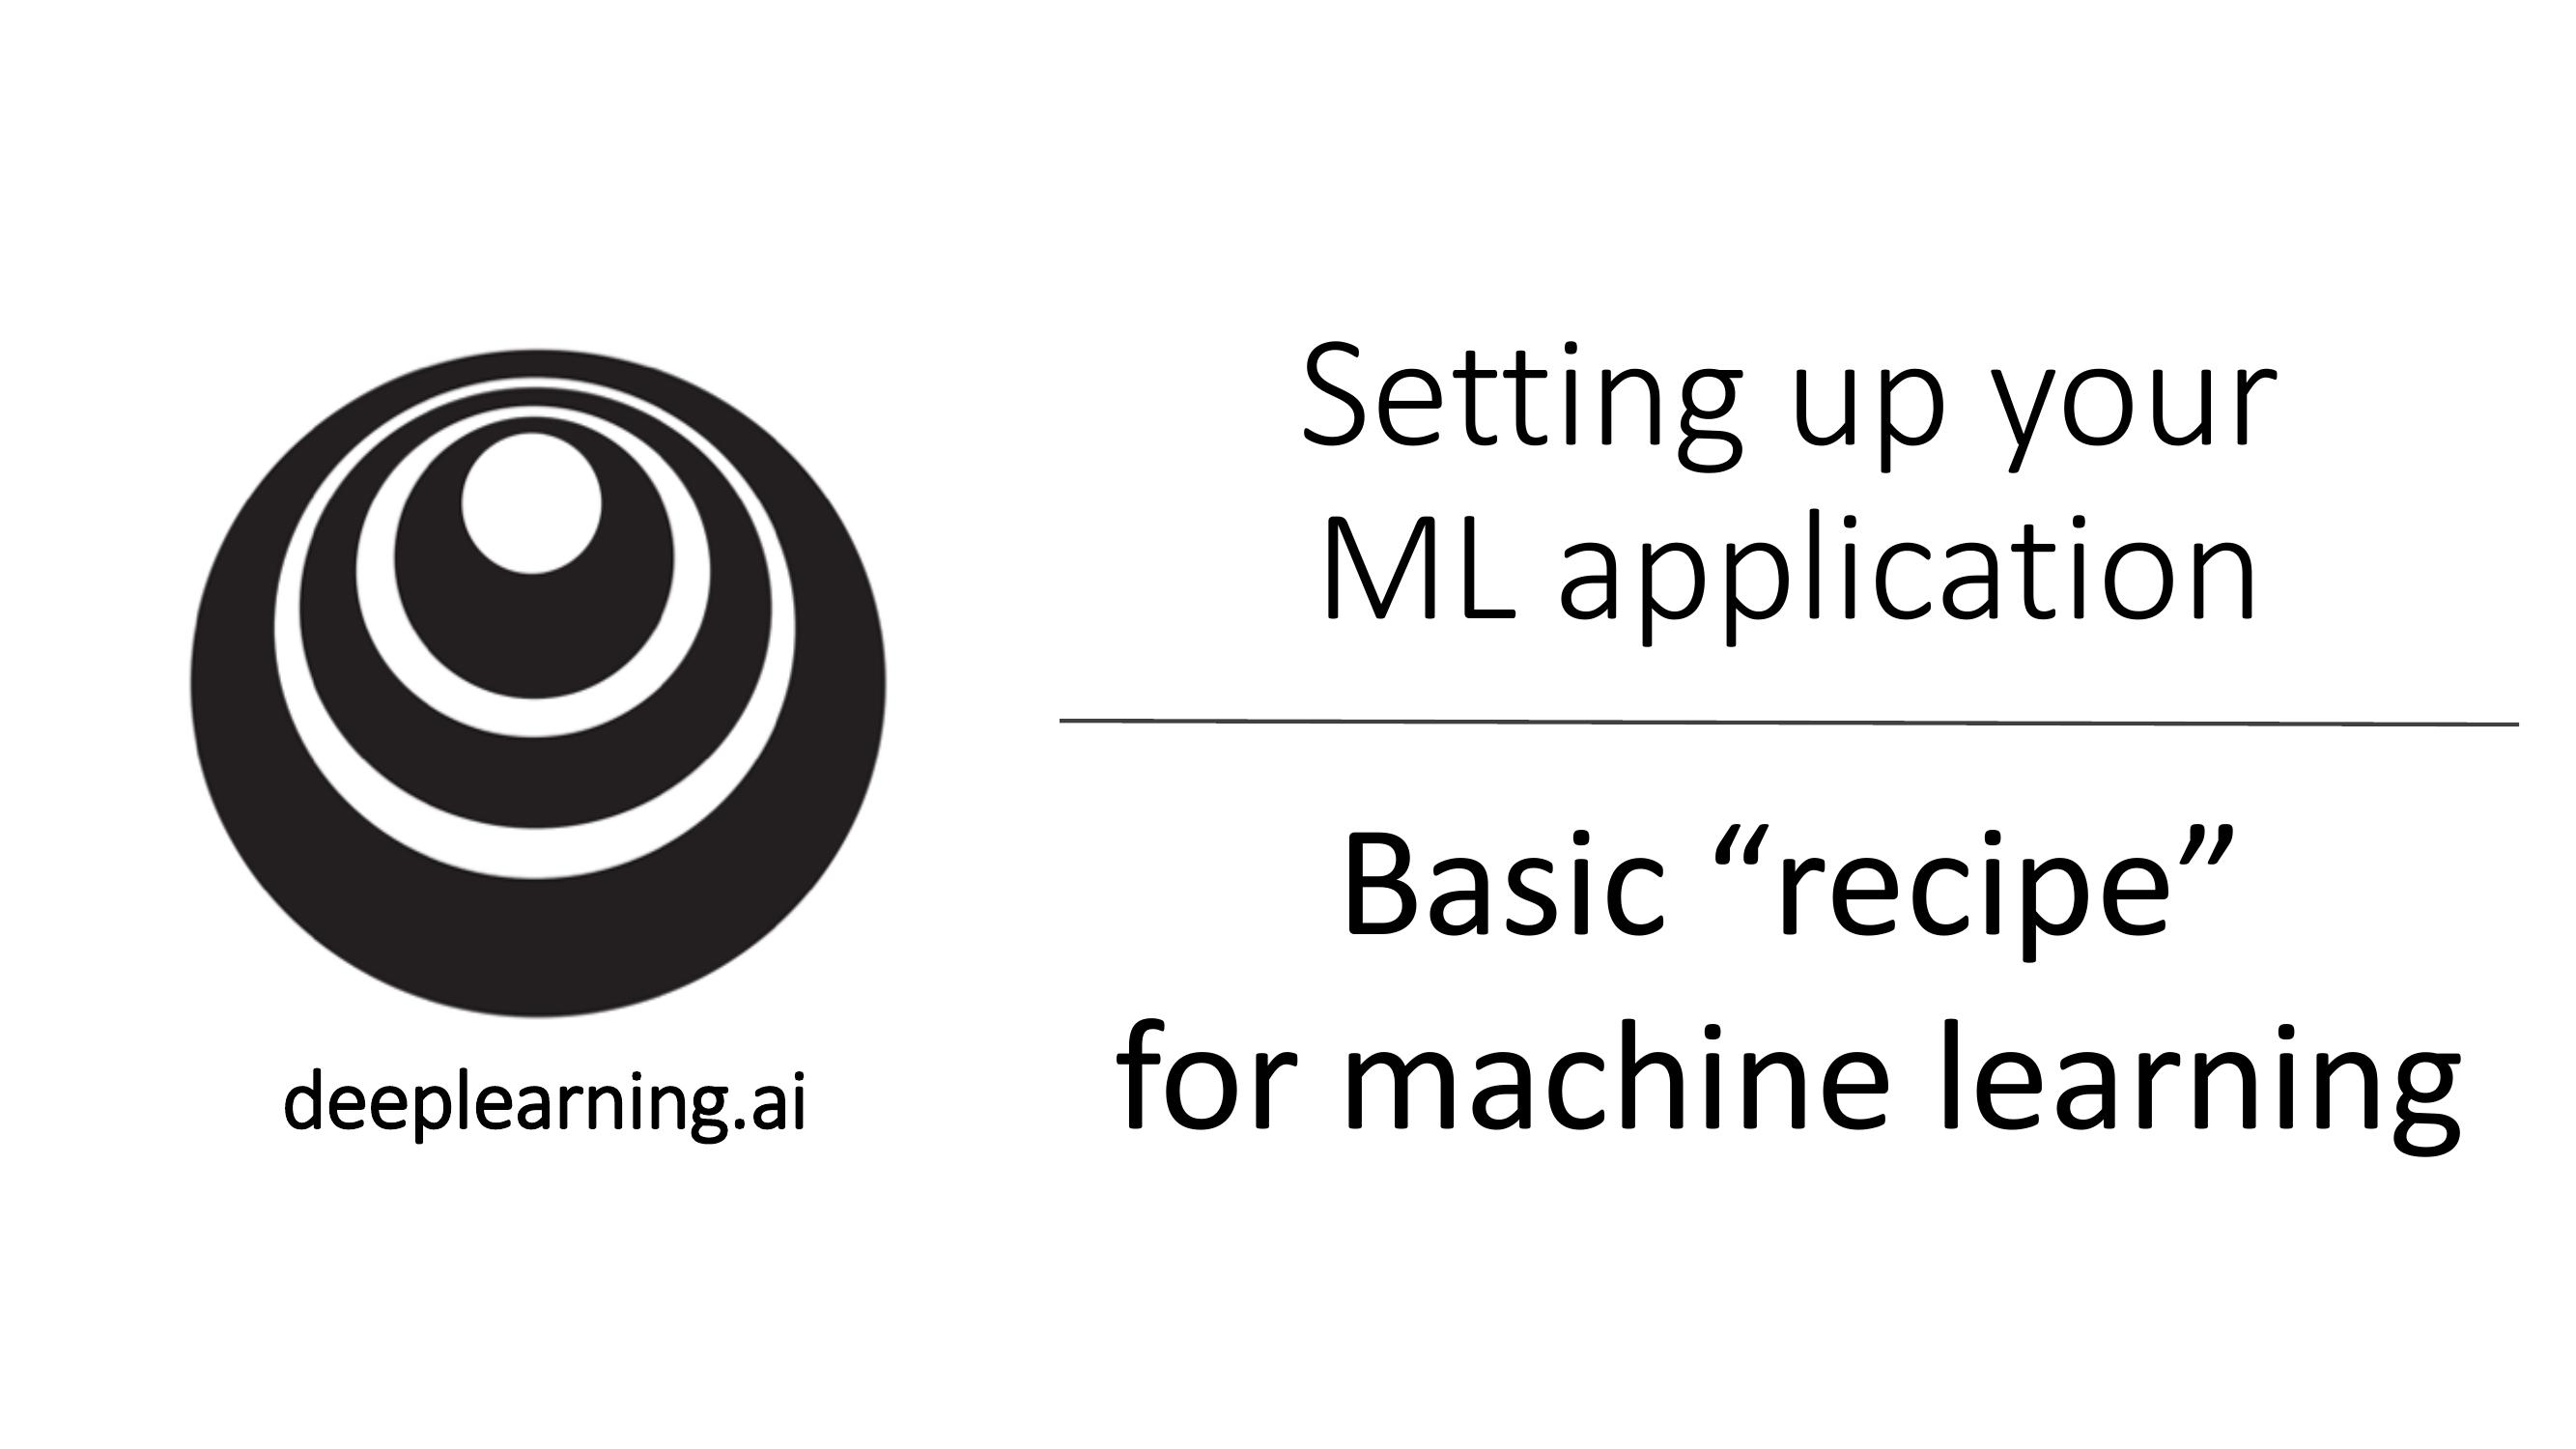 Setting up your
ML application
Basic “recipe”
for machine learning
deeplearning.ai